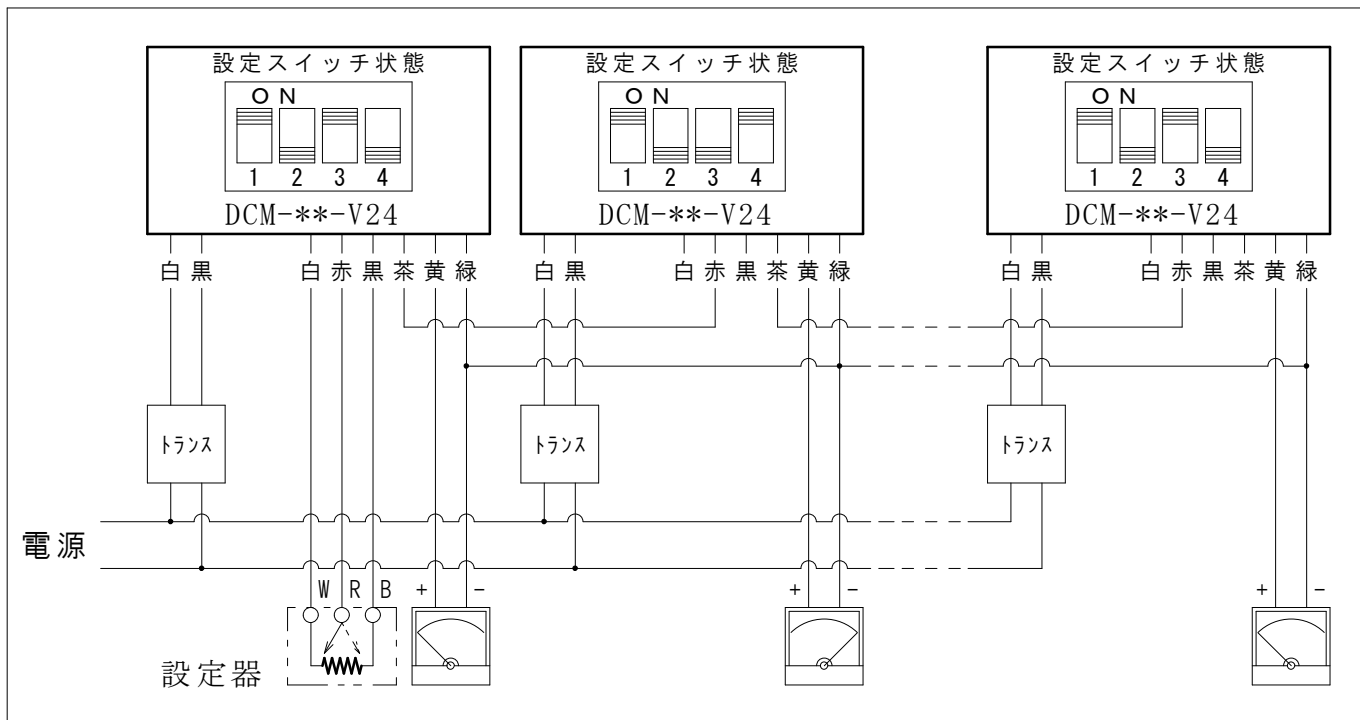 設定スイッチ状態 設定スイッチ状態 設定スイッチ状態
ON ON ON
1 2 3 4 1 2 3 4 1 2 3 4
DCM-**-V24 DCM-**-V24 DCM-**-V24
白 黒 白 赤 黒 茶 黄 緑 白 黒 白 赤 黒 茶 黄 緑 白 黒 白 赤 黒 茶 黄 緑
トランス トランス トランス
電源
W R B + - + - + -
設定器